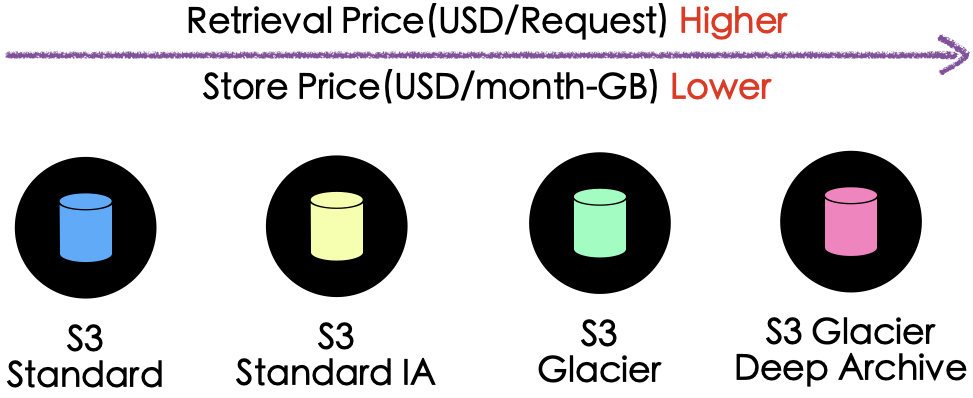 Retrieval Price(USD/Request) Higher
Store Price(USD/month-GB) Lower
S3
Standard
S3
Standard IA
S3
Glacier
S3 Glacier
Deep Archive